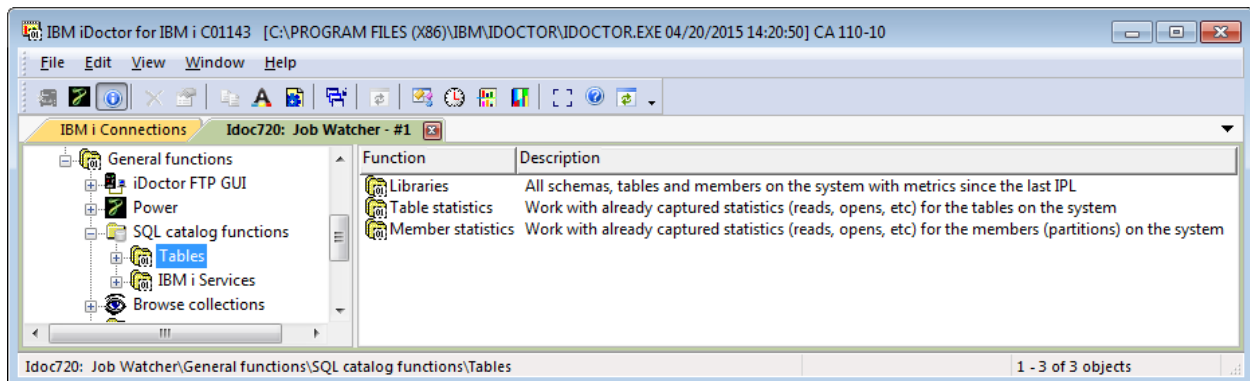 IBM iDoctor for IBM i C01143 [C:\PROGRAM FILES (X86)\IBM\IDOCTOR\IDOCTOR.EXE 04/20/2015 14:20:50] CA 110-10
File Edit View Window Help
IBM i Connections Idoc720: Job Watcher - #1
General functions
iDoctor FTP GUI
Power
SQL catalog functions
Tables
IBM i Services
Browse collections
Function Description
Libraries All schemas, tables and members on the system with metrics since the last IPL
Table statistics Work with already captured statistics (reads, opens, etc) for the tables on the system
Member statistics Work with already captured statistics (reads, opens, etc) for the members (partitions) on the system
Idoc720: Job Watcher\General functions\SQL catalog functions\Tables 1 - 3 of 3 objects